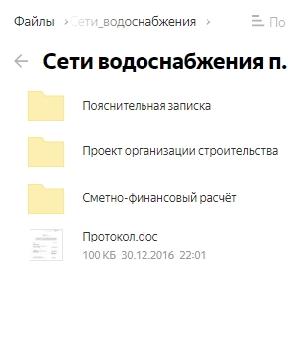 Файлы > Сети_водоснабжения > По
Сети водоснабжения п.
Пояснительная записка
Проект организации строительства
Сметно-финансовый расчёт
Протокол.doc
100 КБ 30.12.2016 22:01